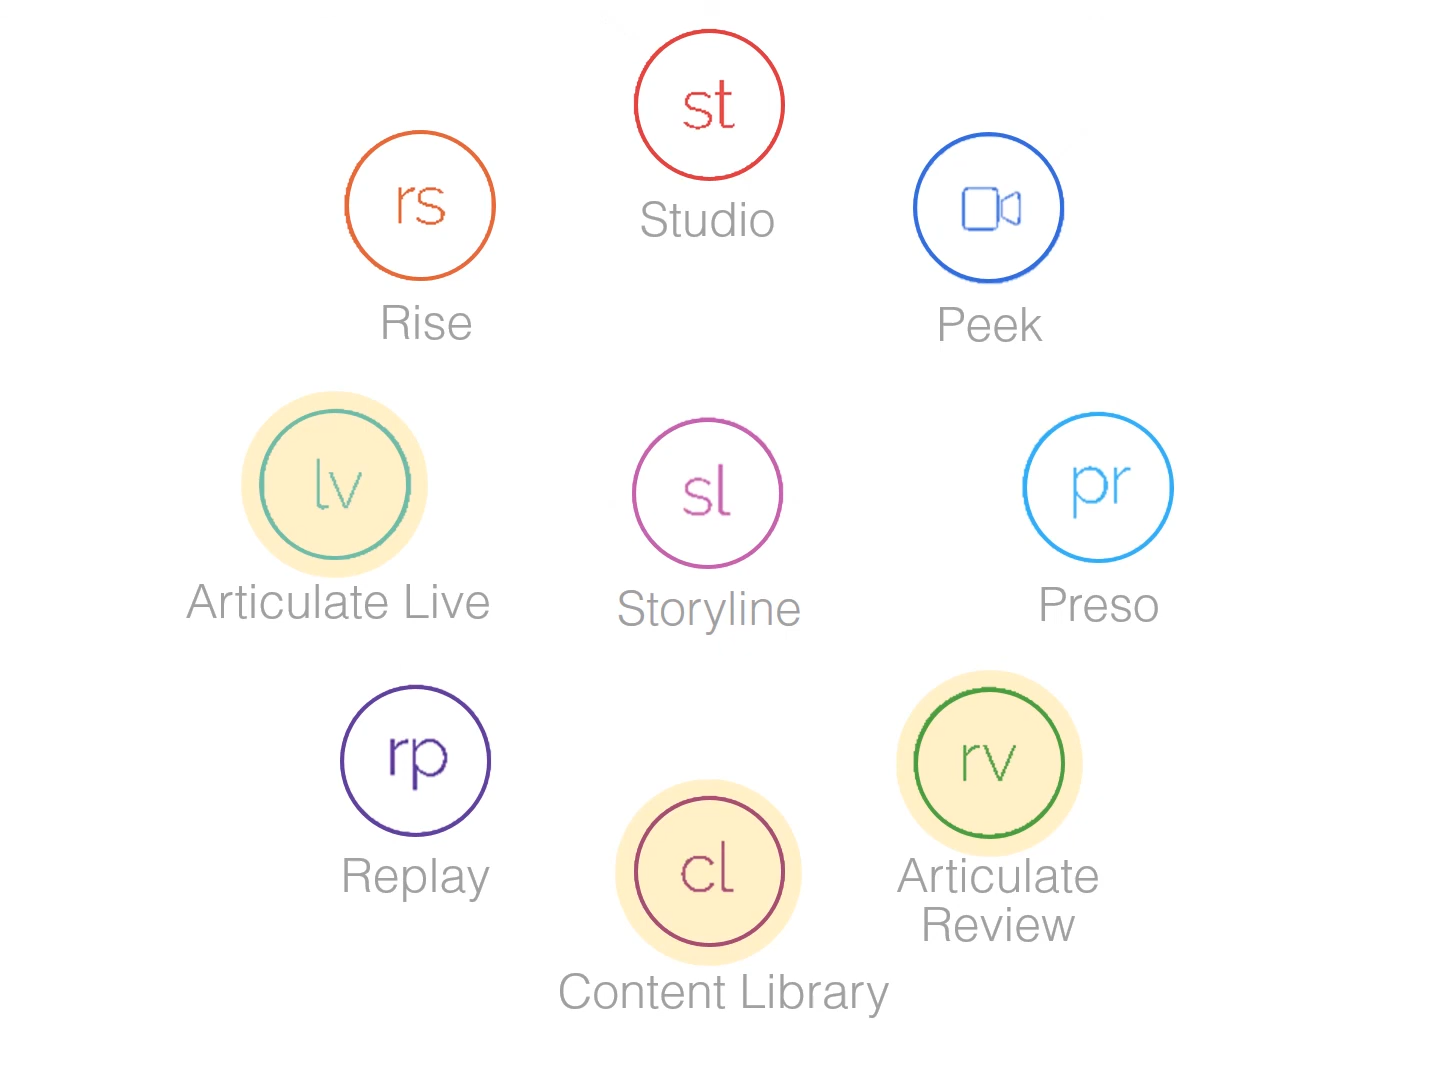 st
Studio
rs
Rise
Peek
lv
Articulate Live
sl
Storyline
pr
Preso
rp
Replay
cl
Content Library
rv
Articulate
Review